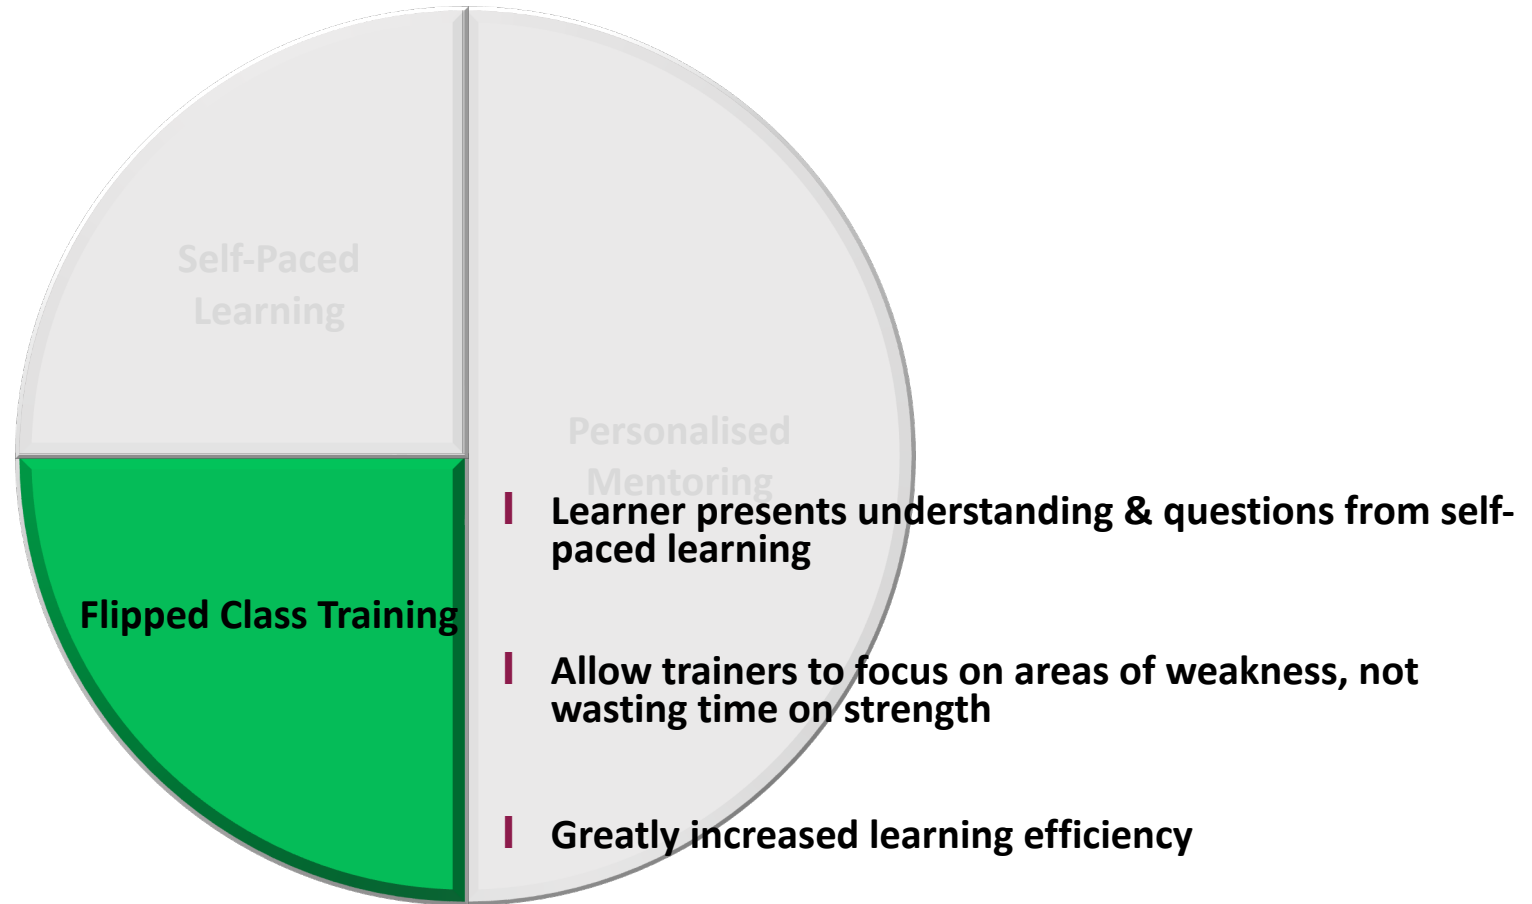 Self-Paced
Learning
Personalised
Mentoring
Flipped Class Training
Learner presents understanding & questions from self-
paced learning
Allow trainers to focus on areas of weakness, not
wasting time on strength
Greatly increased learning efficiency